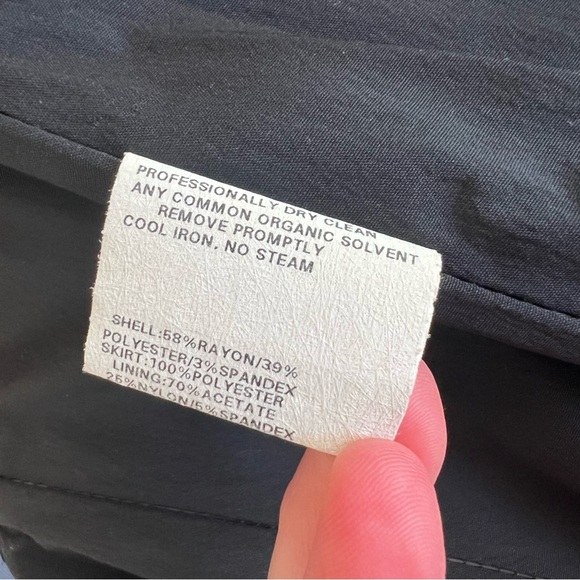 PROFESSIONALLY DRY CLEAN
ANY COMMON ORGANIC SOLVENT
REMOVE PROMPTLY
COOL IRON, NO STEAM
SHELL:58%RAYON/39%
POLYESTER/3%SPANDEX
SKIRT:100%POLYESTER
LINING:70%ACETATE
25%NYLON/5%SPANDEX